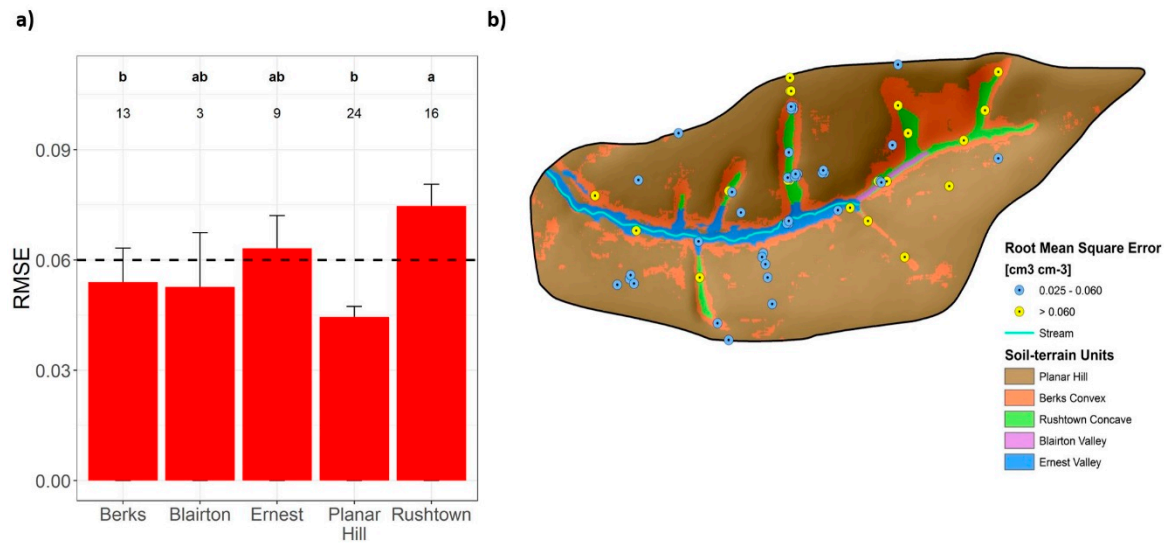 a)
b
ab
ab
b
a
13
3
9
24
16
0.09
0.06
0.03
0.00
RMSE
Berks
Blairton
Ernest
Planar
Hill
Rushtown
b)
Root Mean Square Error
[cm3 cm-3]
0.025 - 0.060
> 0.060
Stream
Soil-terrain Units
Planar Hill
Berks Convex
Rushtown Concave
Blairton Valley
Ernest Valley